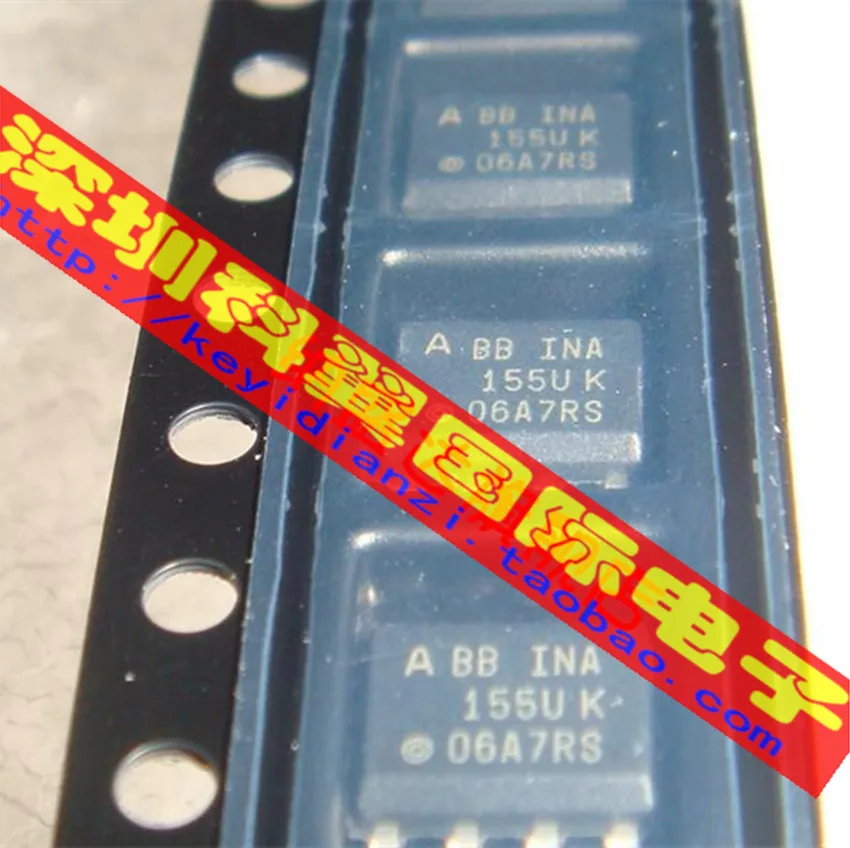 A BB INA
155U K
06A7RS
A BB INA
155U K
06A7RS
A BB INA
155U K
06A7RS
深圳科翼国际电子
http://keyidianzi.taobao.com